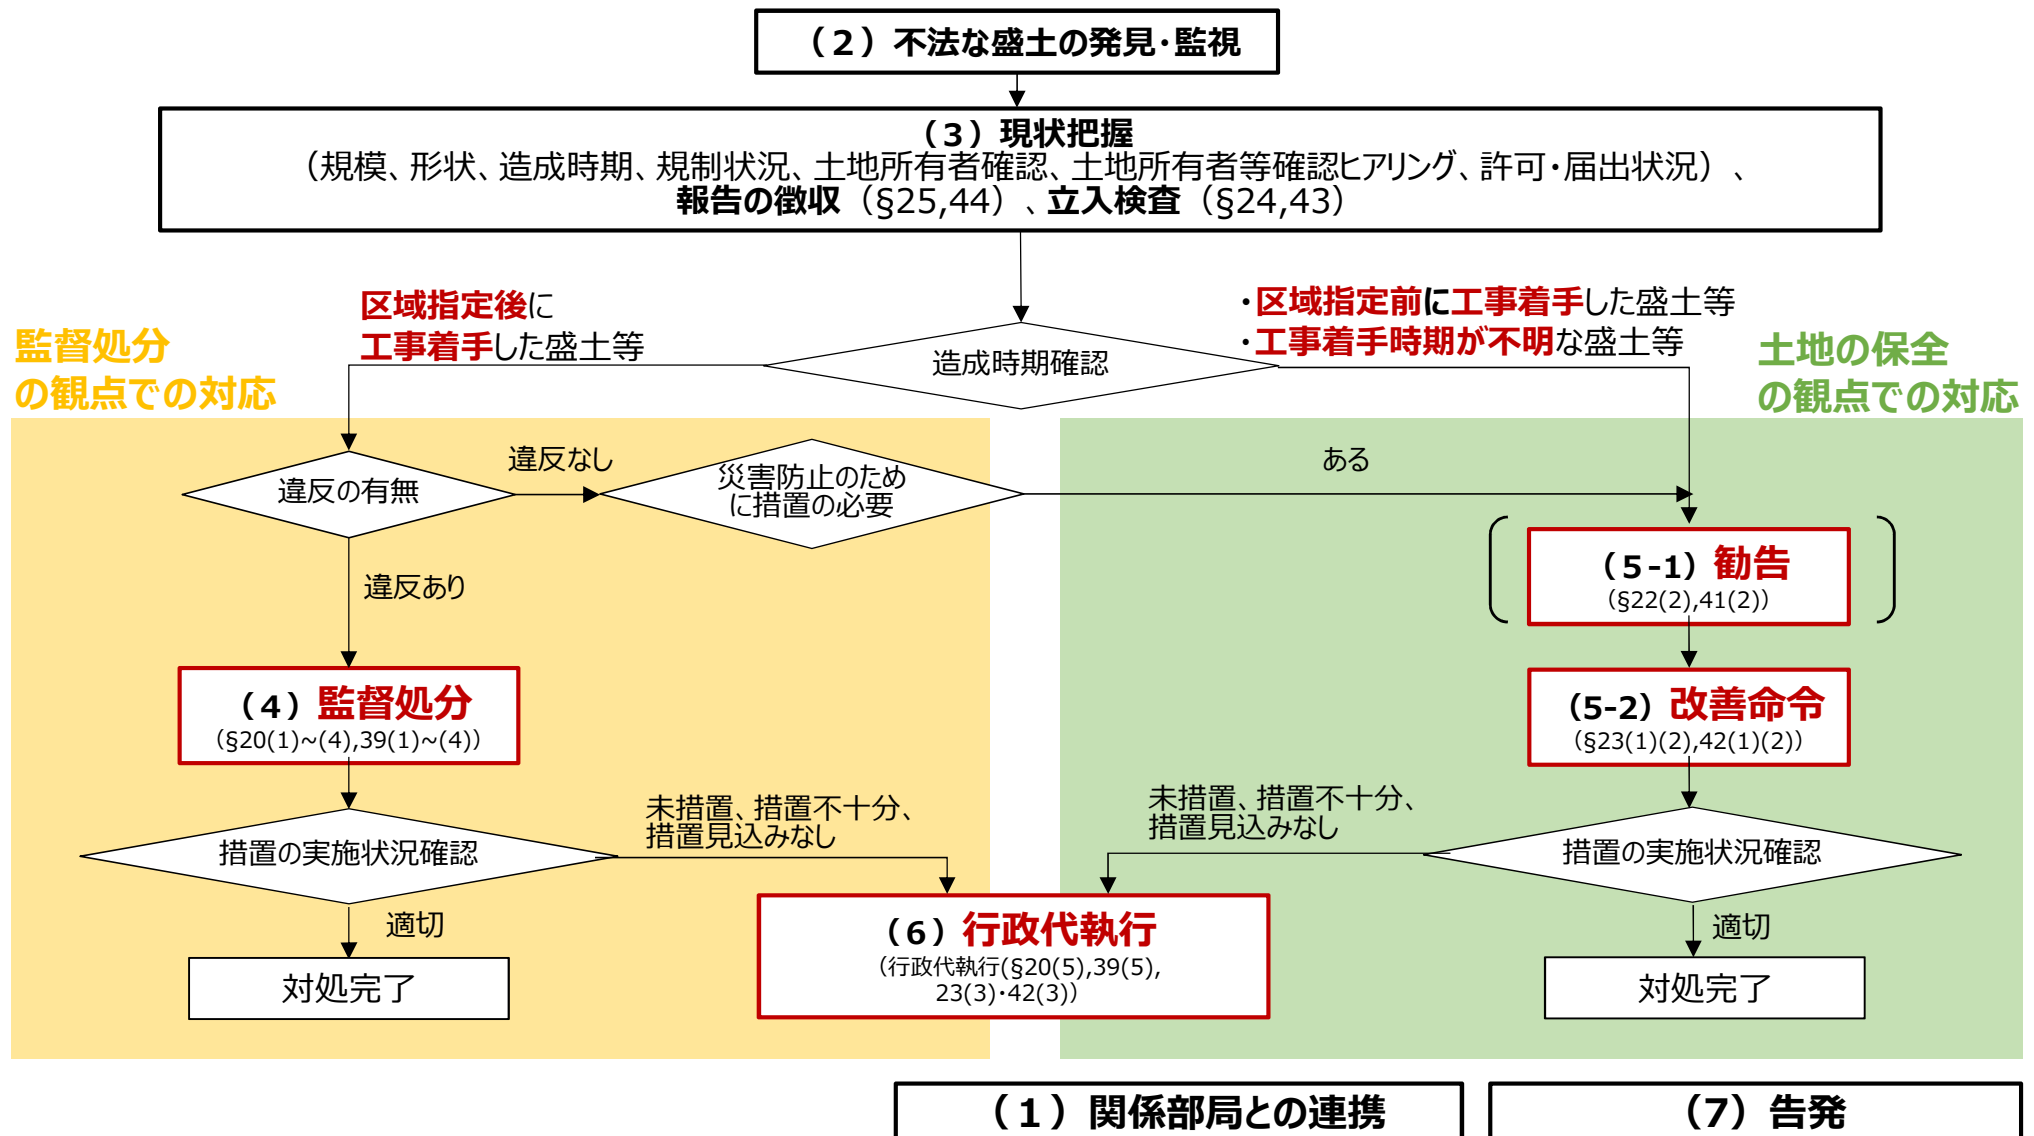 （２）不法な盛土の発見・監視
（３）現状把握
（規模、形状、造成時期、規制状況、土地所有者確認、土地所有者等確認ヒアリング、許可・届出状況）、
報告の徴収（§25,44）、立入検査（§24,43）
区域指定後に
工事着手した盛土等
・区域指定前に工事着手した盛土等
・工事着手時期が不明な盛土等
監督処分
の観点での対応
造成時期確認
土地の保全
の観点での対応
違反の有無
違反なし
災害防止のため
に措置の必要
ある
違反あり
（５-１）勧告
（§22(2),41(2)）
（４）監督処分
（§20(1)~(4),39(1)~(4)）
（5-2）改善命令
（§23(1)(2),42(1)(2)）
措置の実施状況確認
未措置、措置不十分、
措置見込みなし
未措置、措置不十分、
措置見込みなし
措置の実施状況確認
適切
対処完了
（６）行政代執行
（行政代執行(§20(5),39(5),
23(3)・42(3)）
適切
対処完了
（１）関係部局との連携
（7）告発